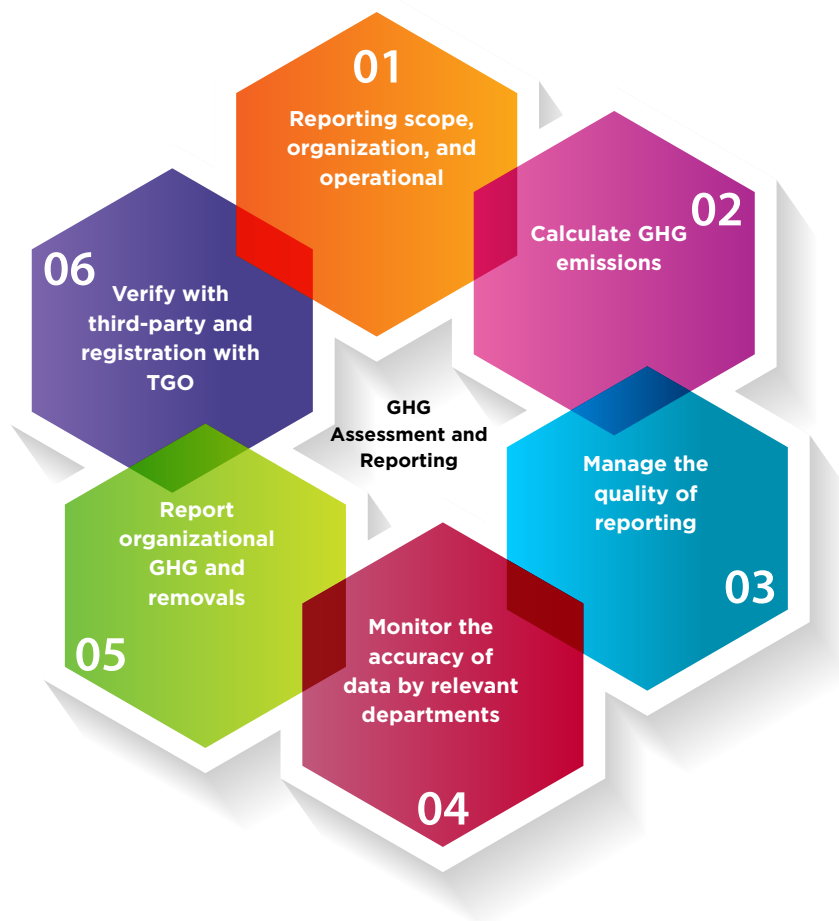 01
Reporting scope,
organization, and
operational
02
Calculate GHG
emissions
Manage the
quality of
reporting
03
Monitor the
accuracy of
data by relevant
departments
04
Report
organizational
GHG and
removals
05
06
Verify with
third-party and
registration with
TGO
GHG
Assessment and
Reporting